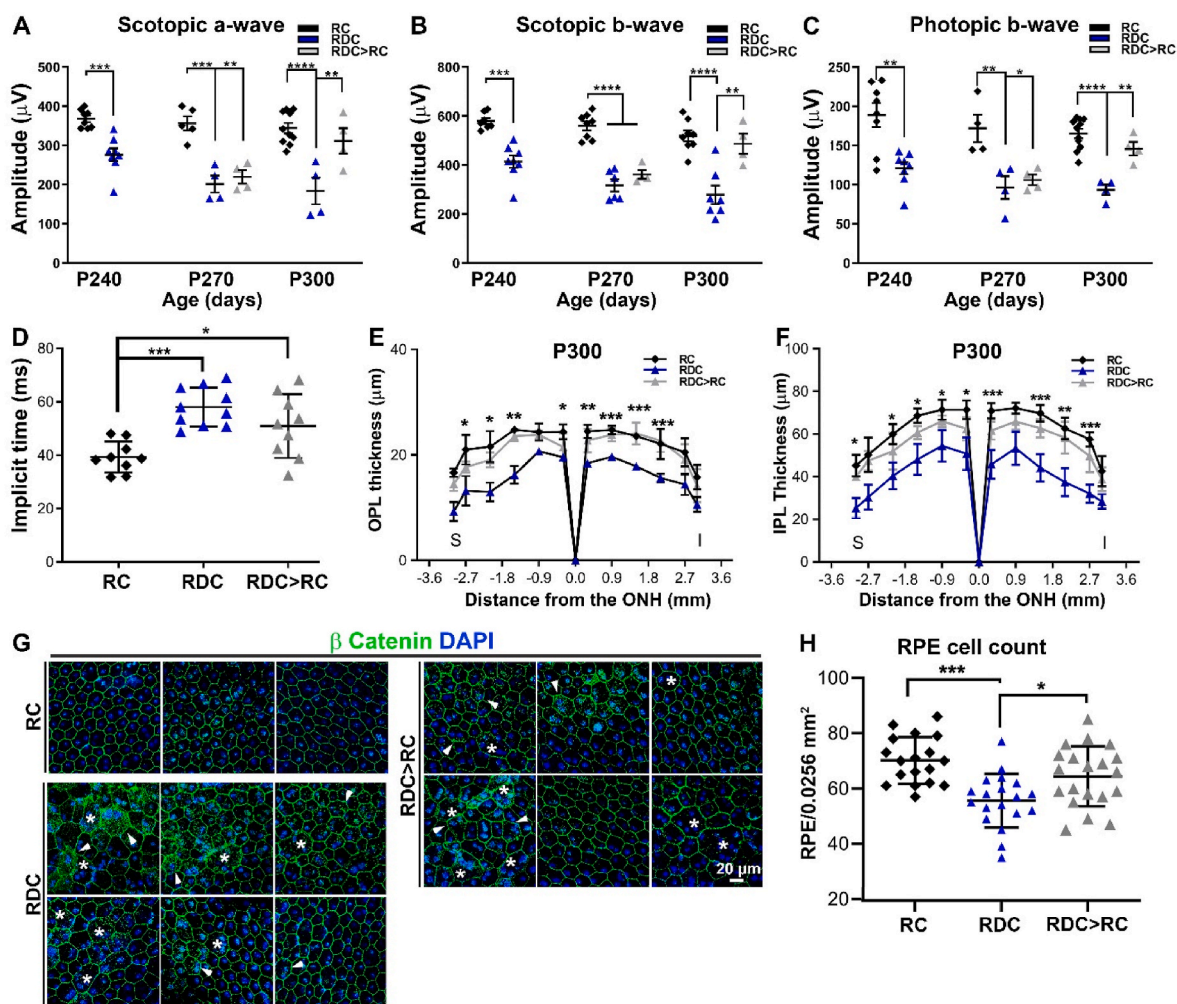 A Scotopic a-wave
RC
RDC
RDC>RC
Amplitude (µV)
500
400
300
200
100
0
*** *** ** **** **
P240 P270 P300
Age (days)
B Scotopic b-wave
RC
RDC
RDC>RC
Amplitude (µV)
800
600
400
200
0
*** **** **** **
P240 P270 P300
Age (days)
C Photopic b-wave
RC
RDC
RDC>RC
Amplitude (µV)
250
200
150
100
50
0
** ** * **** **
P240 P270 P300
Age (days)
D
Implicit time (ms)
80
60
40
20
0
*
***
RC RDC RDC>RC
E P300
RC
RDC
RDC>RC
OPL thickness (µm)
40
20
0
* * ** * ** *** *** ***
S I
-3.6 -2.7 -1.8 -0.9 0.0 0.9 1.8 2.7 3.6
Distance from the ONH (mm)
F P300
RC
RDC
RDC>RC
IPL Thickness (µm)
100
80
60
40
20
0
* * * * * *** *** ** ***
S I
-3.6 -2.7 -1.8 -0.9 0.0 0.9 1.8 2.7 3.6
Distance from the ONH (mm)
G β Catenin DAPI
RC
RDC
RDC>RC
20 µm
H RPE cell count
RPE/0.0256 mm²
100
80
60
40
20
*** *
RC RDC RDC>RC